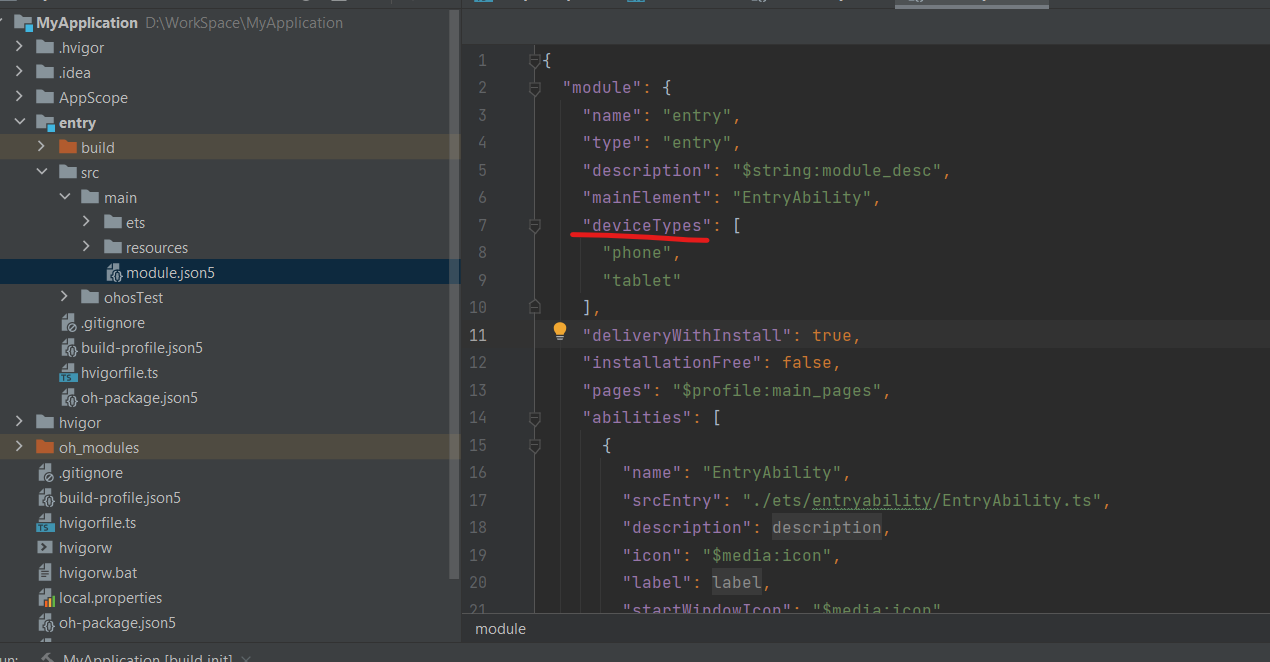 MyApplication D:\WorkSpace\MyApplication
.hvigor
.idea
AppScope
entry
build
src
main
ets
resources
module.json5
ohosTest
.gitignore
build-profile.json5
hvigorfile.ts
oh-package.json5
hvigor
oh_modules
.gitignore
build-profile.json5
hvigorfile.ts
hvigorw
hvigorw.bat
local.properties
oh-package.json5
1 {
2 "module": {
3 "name": "entry",
4 "type": "entry",
5 "description": "$string:module_desc",
6 "mainElement": "EntryAbility",
7 "deviceTypes": [
8 "phone",
9 "tablet"
10 ],
11 "deliveryWithInstall": true,
12 "installationFree": false,
13 "pages": "$profile:main_pages",
14 "abilities": [
15 {
16 "name": "EntryAbility",
17 "srcEntry": "./ets/entryability/EntryAbility.ts",
18 "description": description,
19 "icon": "$media:icon",
20 "label": label,
21 "startWindowIcon": "$media:icon"
module
un: MyApplication [build init]